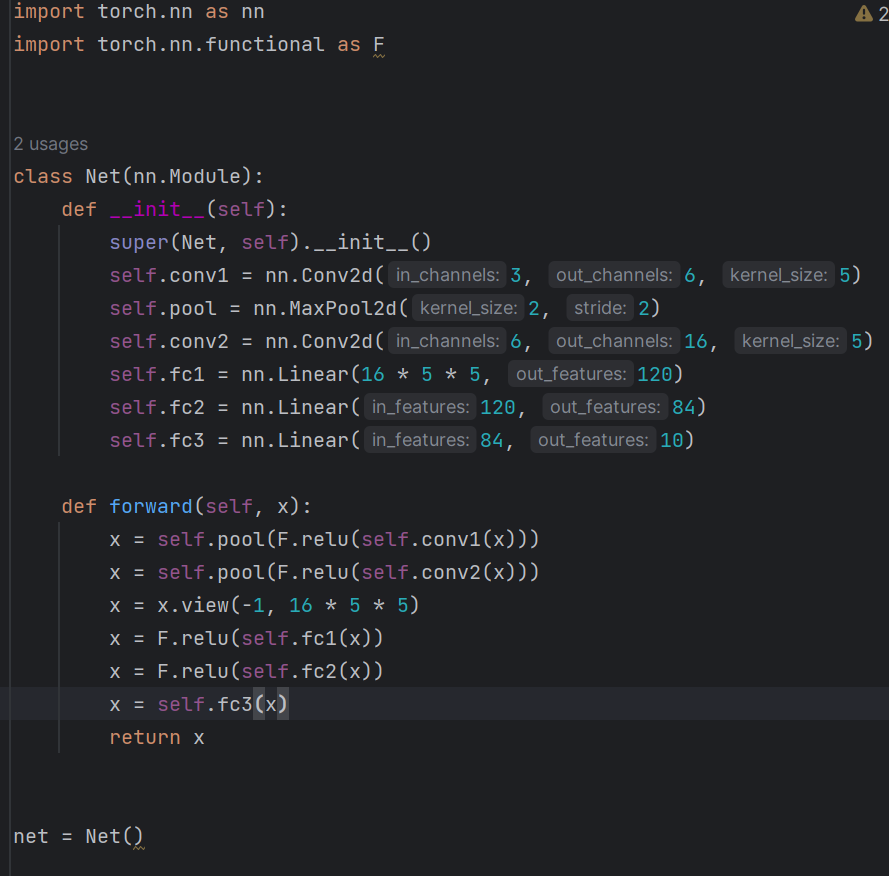 import torch.nn as nn
2
import torch.nn.functional as F
2 usages
class Net(nn.Module):
def __init__(self):
super(Net, self).__init__()
self.conv1 = nn.Conv2d( in_channels: 3, out_channels: 6, kernel_size: 5)
self.pool = nn.MaxPool2d( kernel_size: 2, stride: 2)
self.conv2 = nn.Conv2d( in_channels: 6, out_channels: 16, kernel_size: 5)
self.fc1 = nn.Linear(16 * 5 * 5, out_features: 120)
self.fc2 = nn.Linear( in_features: 120, out_features: 84)
self.fc3 = nn.Linear( in_features: 84, out_features: 10)
def forward(self, x):
x = self.pool(F.relu(self.conv1(x)))
x = self.pool(F.relu(self.conv2(x)))
x = x.view(-1, 16 * 5 * 5)
x = F.relu(self.fc1(x))
x = F.relu(self.fc2(x))
x = self.fc3(x)
return x
net = Net()